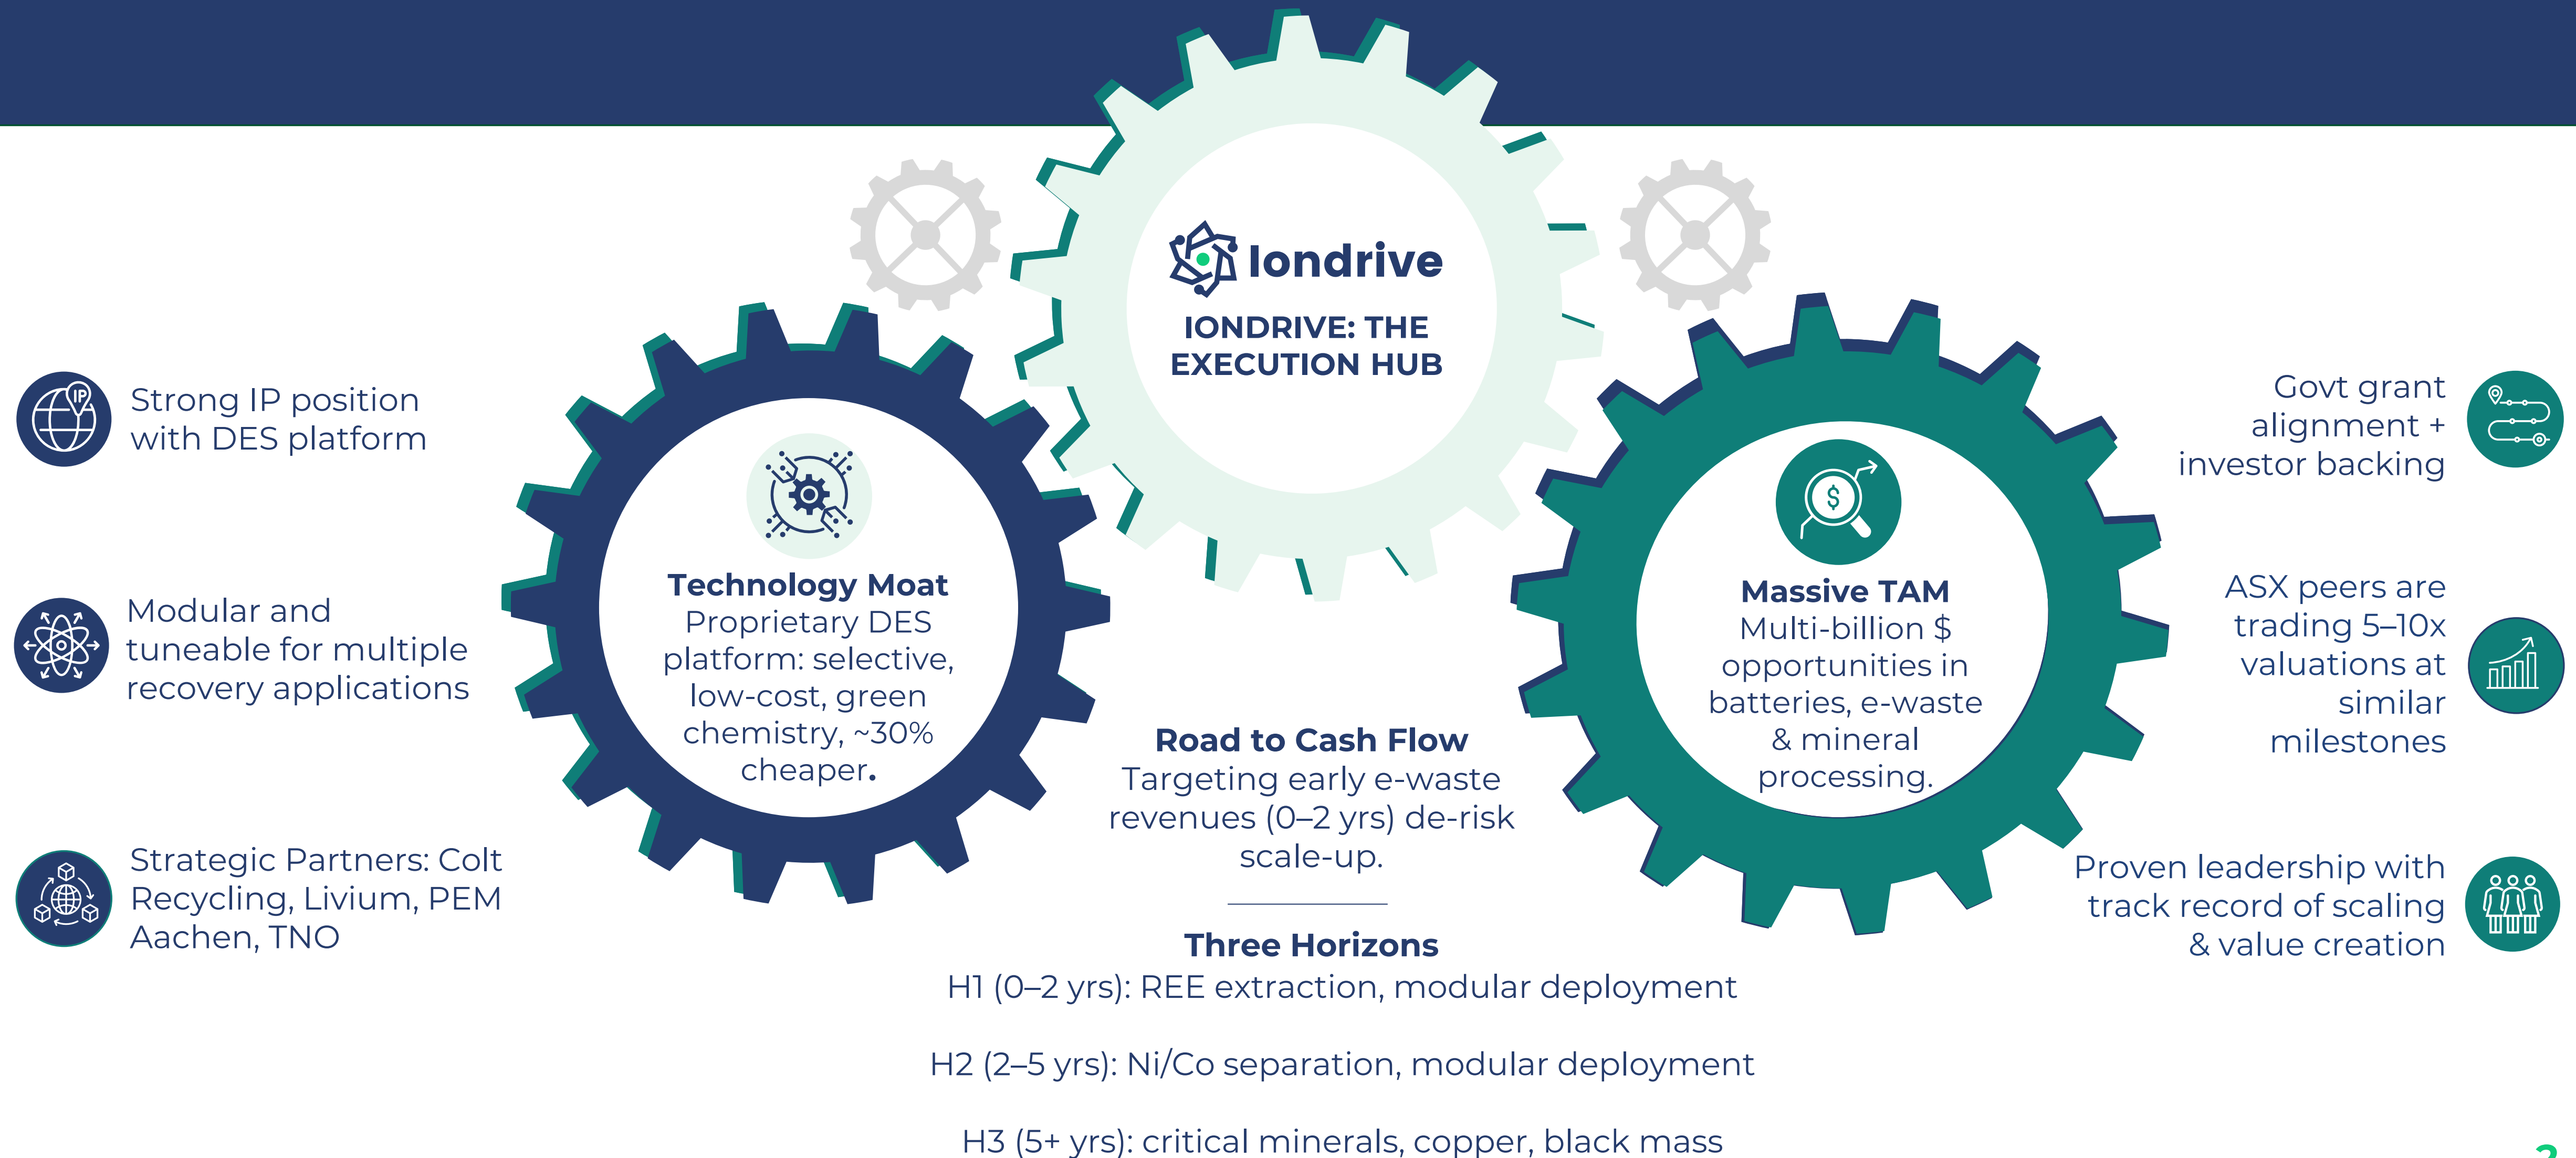 Iondrive
IONDRIVE: THE
EXECUTION HUB
IP
Strong IP position
with DES platform
Modular and
tuneable for multiple
recovery applications
Strategic Partners: Colt
Recycling, Livium, PEM
Aachen, TNO
Technology Moat
Proprietary DES
platform: selective,
low-cost, green
chemistry, ~30%
cheaper.
Road to Cash Flow
Targeting early e-waste
revenues (0–2 yrs) de-risk
scale-up.
Three Horizons
H1 (0–2 yrs): REE extraction, modular deployment
H2 (2–5 yrs): Ni/Co separation, modular deployment
H3 (5+ yrs): critical minerals, copper, black mass
$
Massive TAM
Multi-billion $
opportunities in
batteries, e-waste
& mineral
processing.
Govt grant
alignment +
investor backing
ASX peers are
trading 5–10x
valuations at
similar
milestones
Proven leadership with
track record of scaling
& value creation